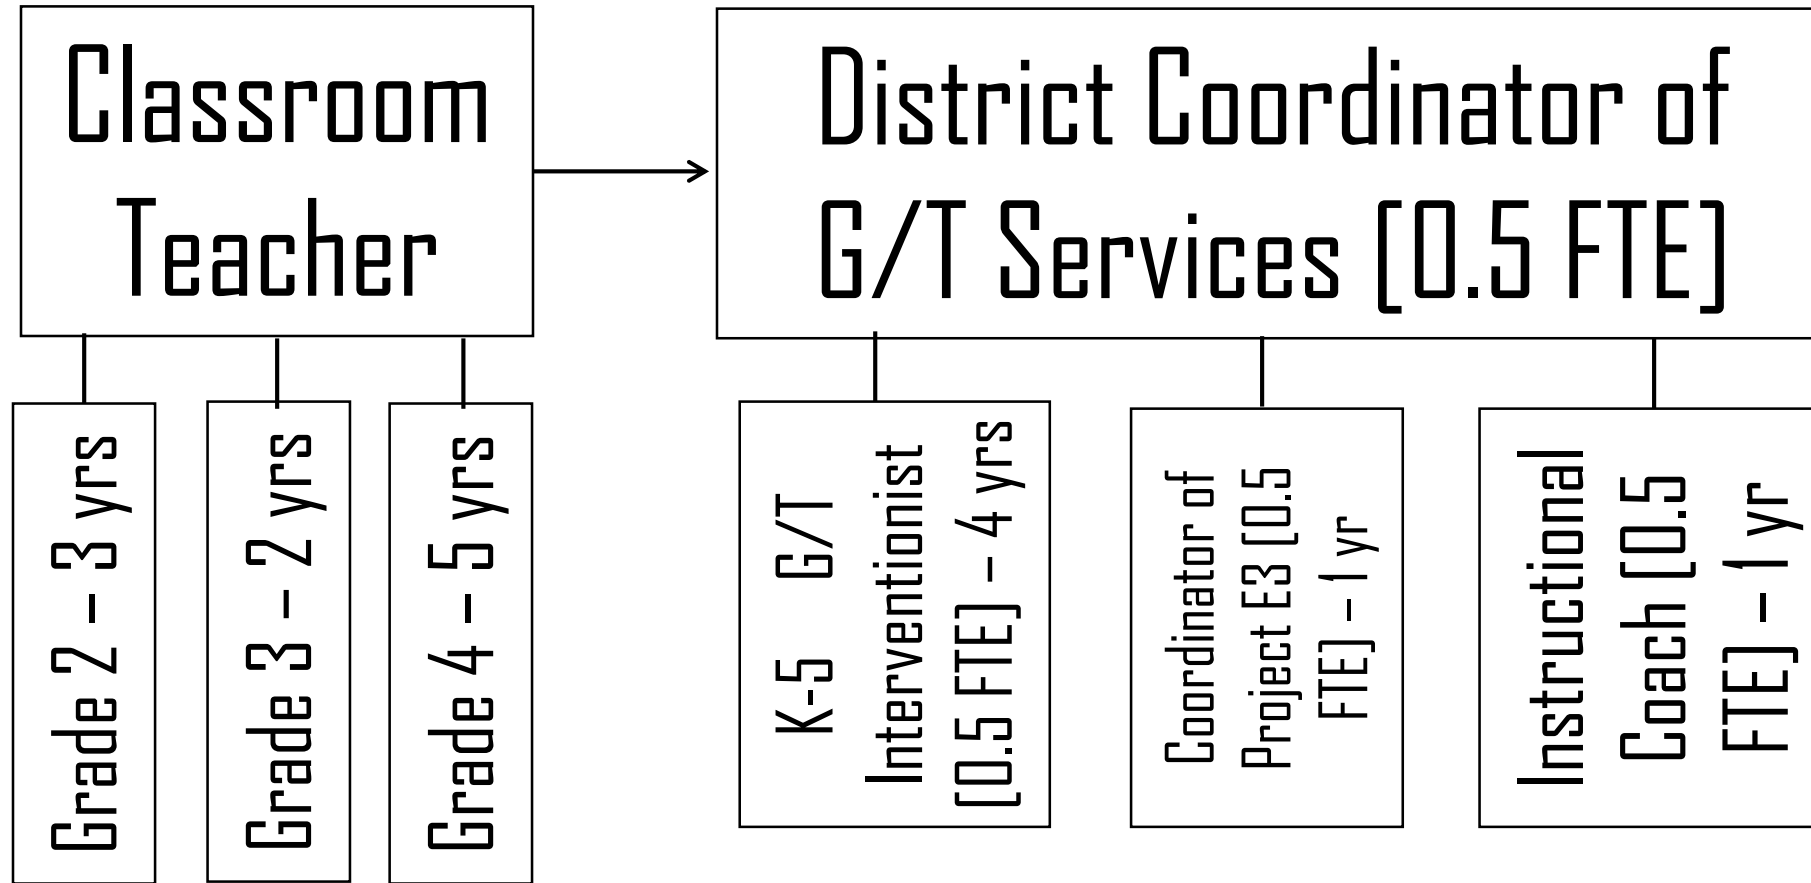 Classroom
Teacher
District Coordinator of
G/T Services (0.5 FTE)
Grade 2 – 3 yrs
Grade 3 – 2 yrs
Grade 4 – 5 yrs
K-5 G/T
Interventionist
(0.5 FTE) – 4 yrs
Coordinator of
Project E3 (0.5
FTE) – 1 yr
Instructional
Coach (0.5
FTE) – 1 yr